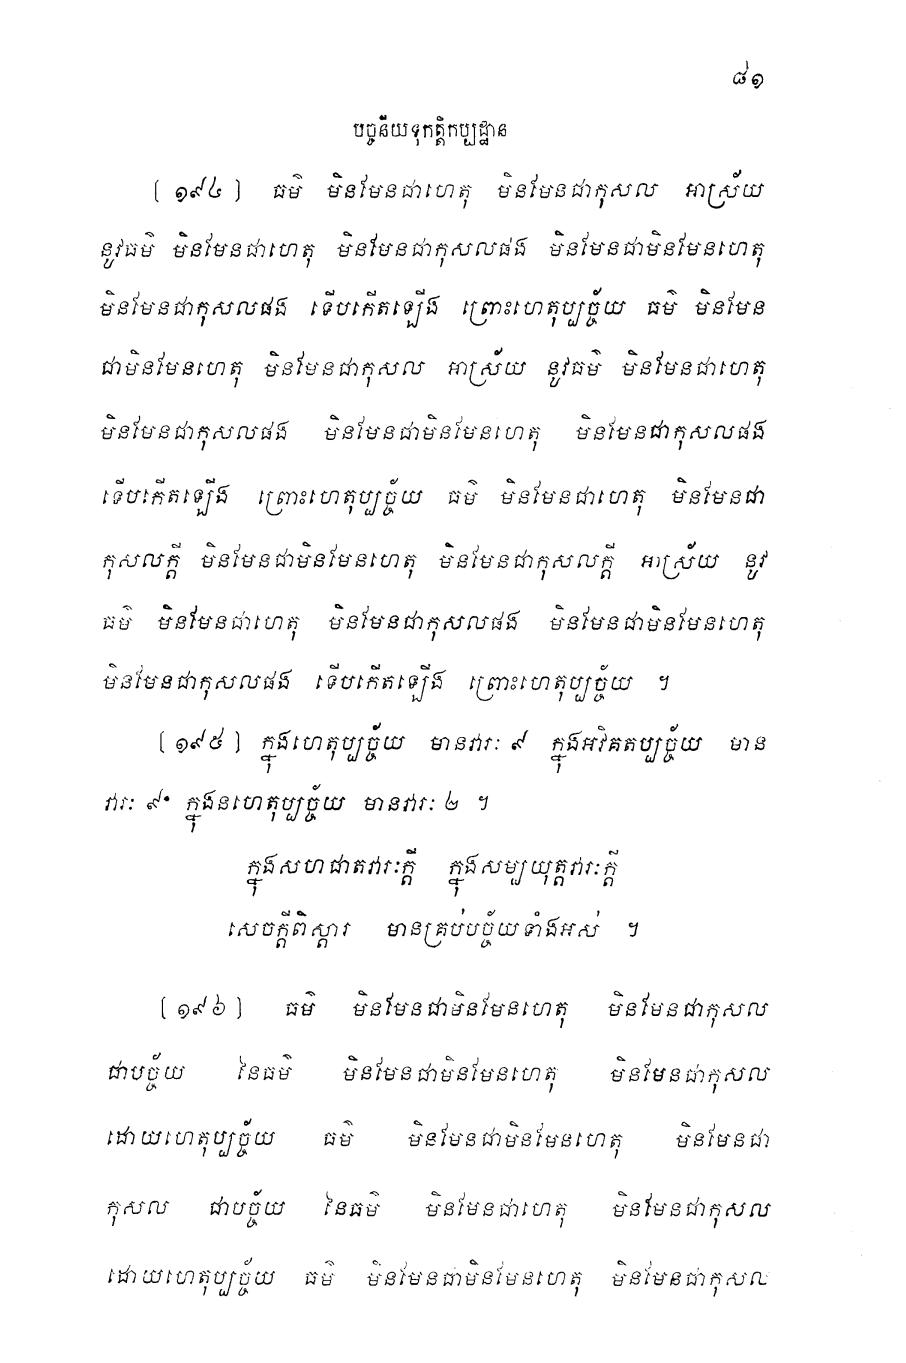 ៨១
បច្ចនីយទុកត្តិកប្បដ្ឋាន
[១៩៤] ធម៌ មិនមែនជាហេតុ មិនមែនជាកុសល អាស្រ័យ
នូវធម៌ មិនមែនជាហេតុ មិនមែនជាកុសលផង មិនមែនជាមិនមែនហេតុ
មិនមែនជាកុសលផង ទើបកើតឡើង ព្រោះហេតុប្បច្ច័យ ធម៌ មិនមែន
ជាមិនមែនហេតុ មិនមែនជាកុសល អាស្រ័យ នូវធម៌ មិនមែនជាហេតុ
មិនមែនជាកុសលផង មិនមែនជាមិនមែនហេតុ មិនមែនជាកុសលផង
ទើបកើតឡើង ព្រោះហេតុប្បច្ច័យ ធម៌ មិនមែនជាហេតុ មិនមែនជា
កុសលក្តី មិនមែនជាមិនមែនហេតុ មិនមែនជាកុសលក្តី អាស្រ័យ នូវ
ធម៌ មិនមែនជាហេតុ មិនមែនជាកុសលផង មិនមែនជាមិនមែនហេតុ
មិនមែនជាកុសលផង ទើបកើតឡើង ព្រោះហេតុប្បច្ច័យ ។
[១៩៥] ក្នុងហេតុប្បច្ច័យ មានវារៈ ៩ ក្នុងអវិគតប្បច្ច័យ មាន
វារៈ ៩ ក្នុងនហេតុប្បច្ច័យ មានវារៈ ២ ។
ក្នុងសហជាតវារៈក្តី ក្នុងសម្បយុត្តវារៈក្តី
សេចក្តីពិស្តារ មានគ្រប់បច្ច័យទាំងអស់ ។
[១៩៦] ធម៌ មិនមែនជាមិនមែនហេតុ មិនមែនជាកុសល
ជាបច្ច័យ នៃធម៌ មិនមែនជាមិនមែនហេតុ មិនមែនជាកុសល
ដោយហេតុប្បច្ច័យ ធម៌ មិនមែនជាមិនមែនហេតុ មិនមែនជា
កុសល ជាបច្ច័យ នៃធម៌ មិនមែនជាហេតុ មិនមែនជាកុសល
ដោយហេតុប្បច្ច័យ ធម៌ មិនមែនជាមិនមែនហេតុ មិនមែនជាកុសល